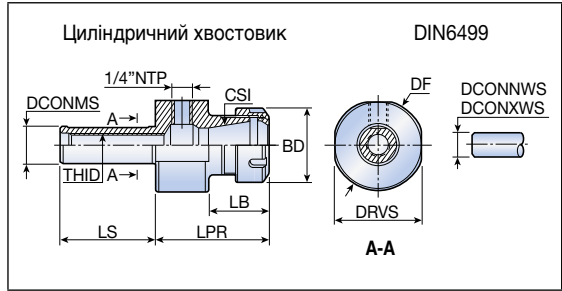 Циліндричний хвостовик
DIN6499
1/4”NTP
CSI
DCONMS
A
DF
DCONNWS
DCONXWS
BD
THID
A
LB
DRVS
LS
LPR
A-A